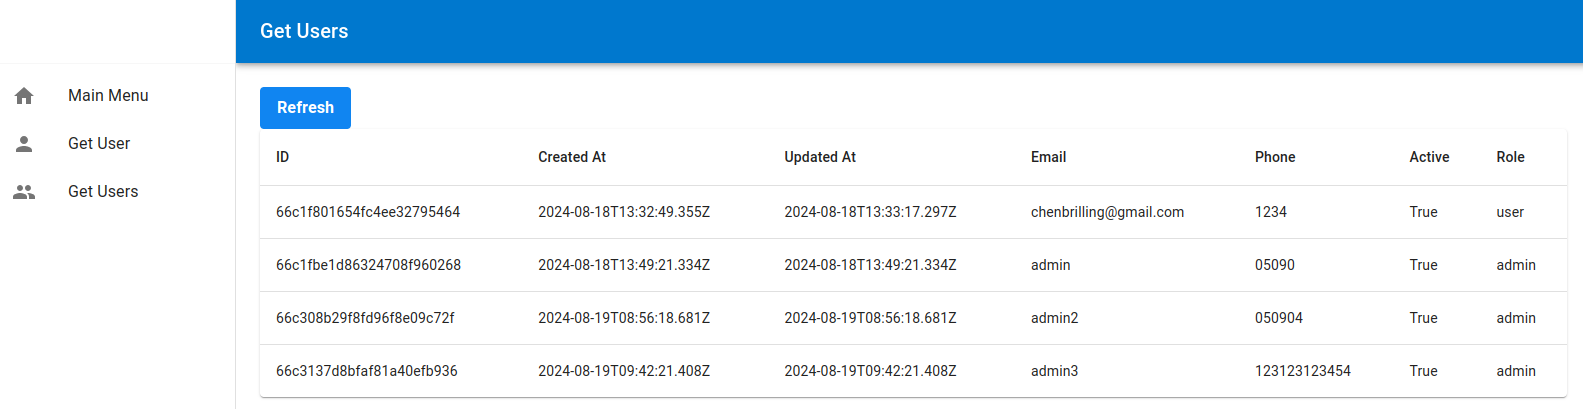 Get Users
Main Menu
Get User
Get Users
Refresh
ID Created At Updated At Email Phone Active Role
66c1f801654fc4ee32795464 2024-08-18T13:32:49.355Z 2024-08-18T13:33:17.297Z chenbrilling@gmail.com 1234 True user
66c1fbe1d86324708f960268 2024-08-18T13:49:21.334Z 2024-08-18T13:49:21.334Z admin 05090 True admin
66c308b29f8fd96f8e09c72f 2024-08-19T08:56:18.681Z 2024-08-19T08:56:18.681Z admin2 050904 True admin
66c3137d8bfaf81a40efb936 2024-08-19T09:42:21.408Z 2024-08-19T09:42:21.408Z admin3 123123123454 True admin